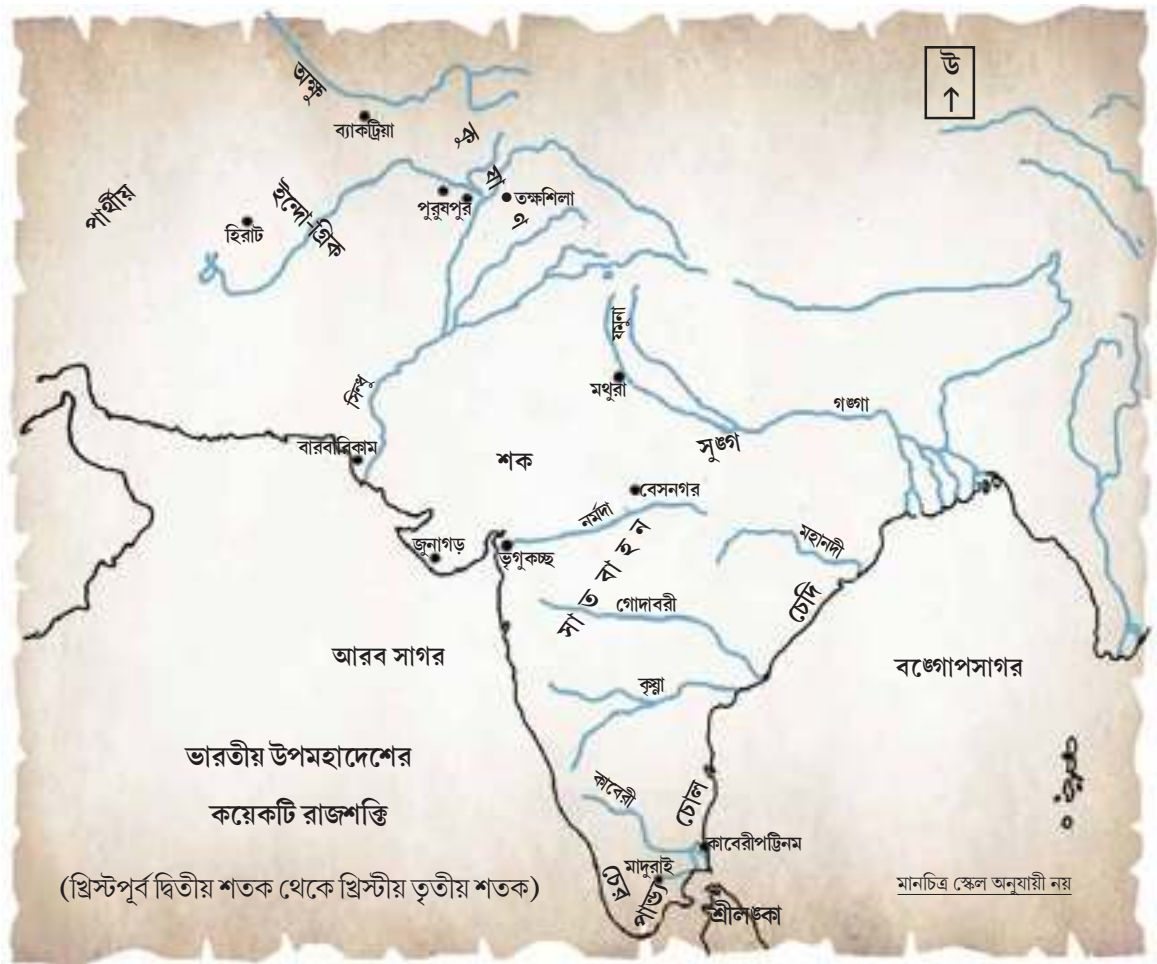 উ
অক্ষু
ব্যাকট্রিয়া
কুষাণ
পার্থীয়
ইন্দো-গ্রিক
পুরুষপুর
তক্ষশিলা
হিরাট
যমুনা
সিন্ধু
মথুরা
গঙ্গা
বারবারিকাম
শক
সুঙ্গ
বেসনগর
নর্মদা
মহানদী
জুনাগড়
ভৃগুকচ্ছ
সাতবাহন
গোদাবরী
চেদি
আরব সাগর
বঙ্গোপসাগর
কৃষ্ণা
ভারতীয় উপমহাদেশের
কয়েকটি রাজশক্তি
(খ্রিস্টপূর্ব দ্বিতীয় শতক থেকে খ্রিস্টীয় তৃতীয় শতক)
কাবেরী
চোল
কাবেরীপট্টিনম
মাদুরাই
চের
পান্ড্য
শ্রীলঙ্কা
মানচিত্র স্কেল অনুযায়ী নয়